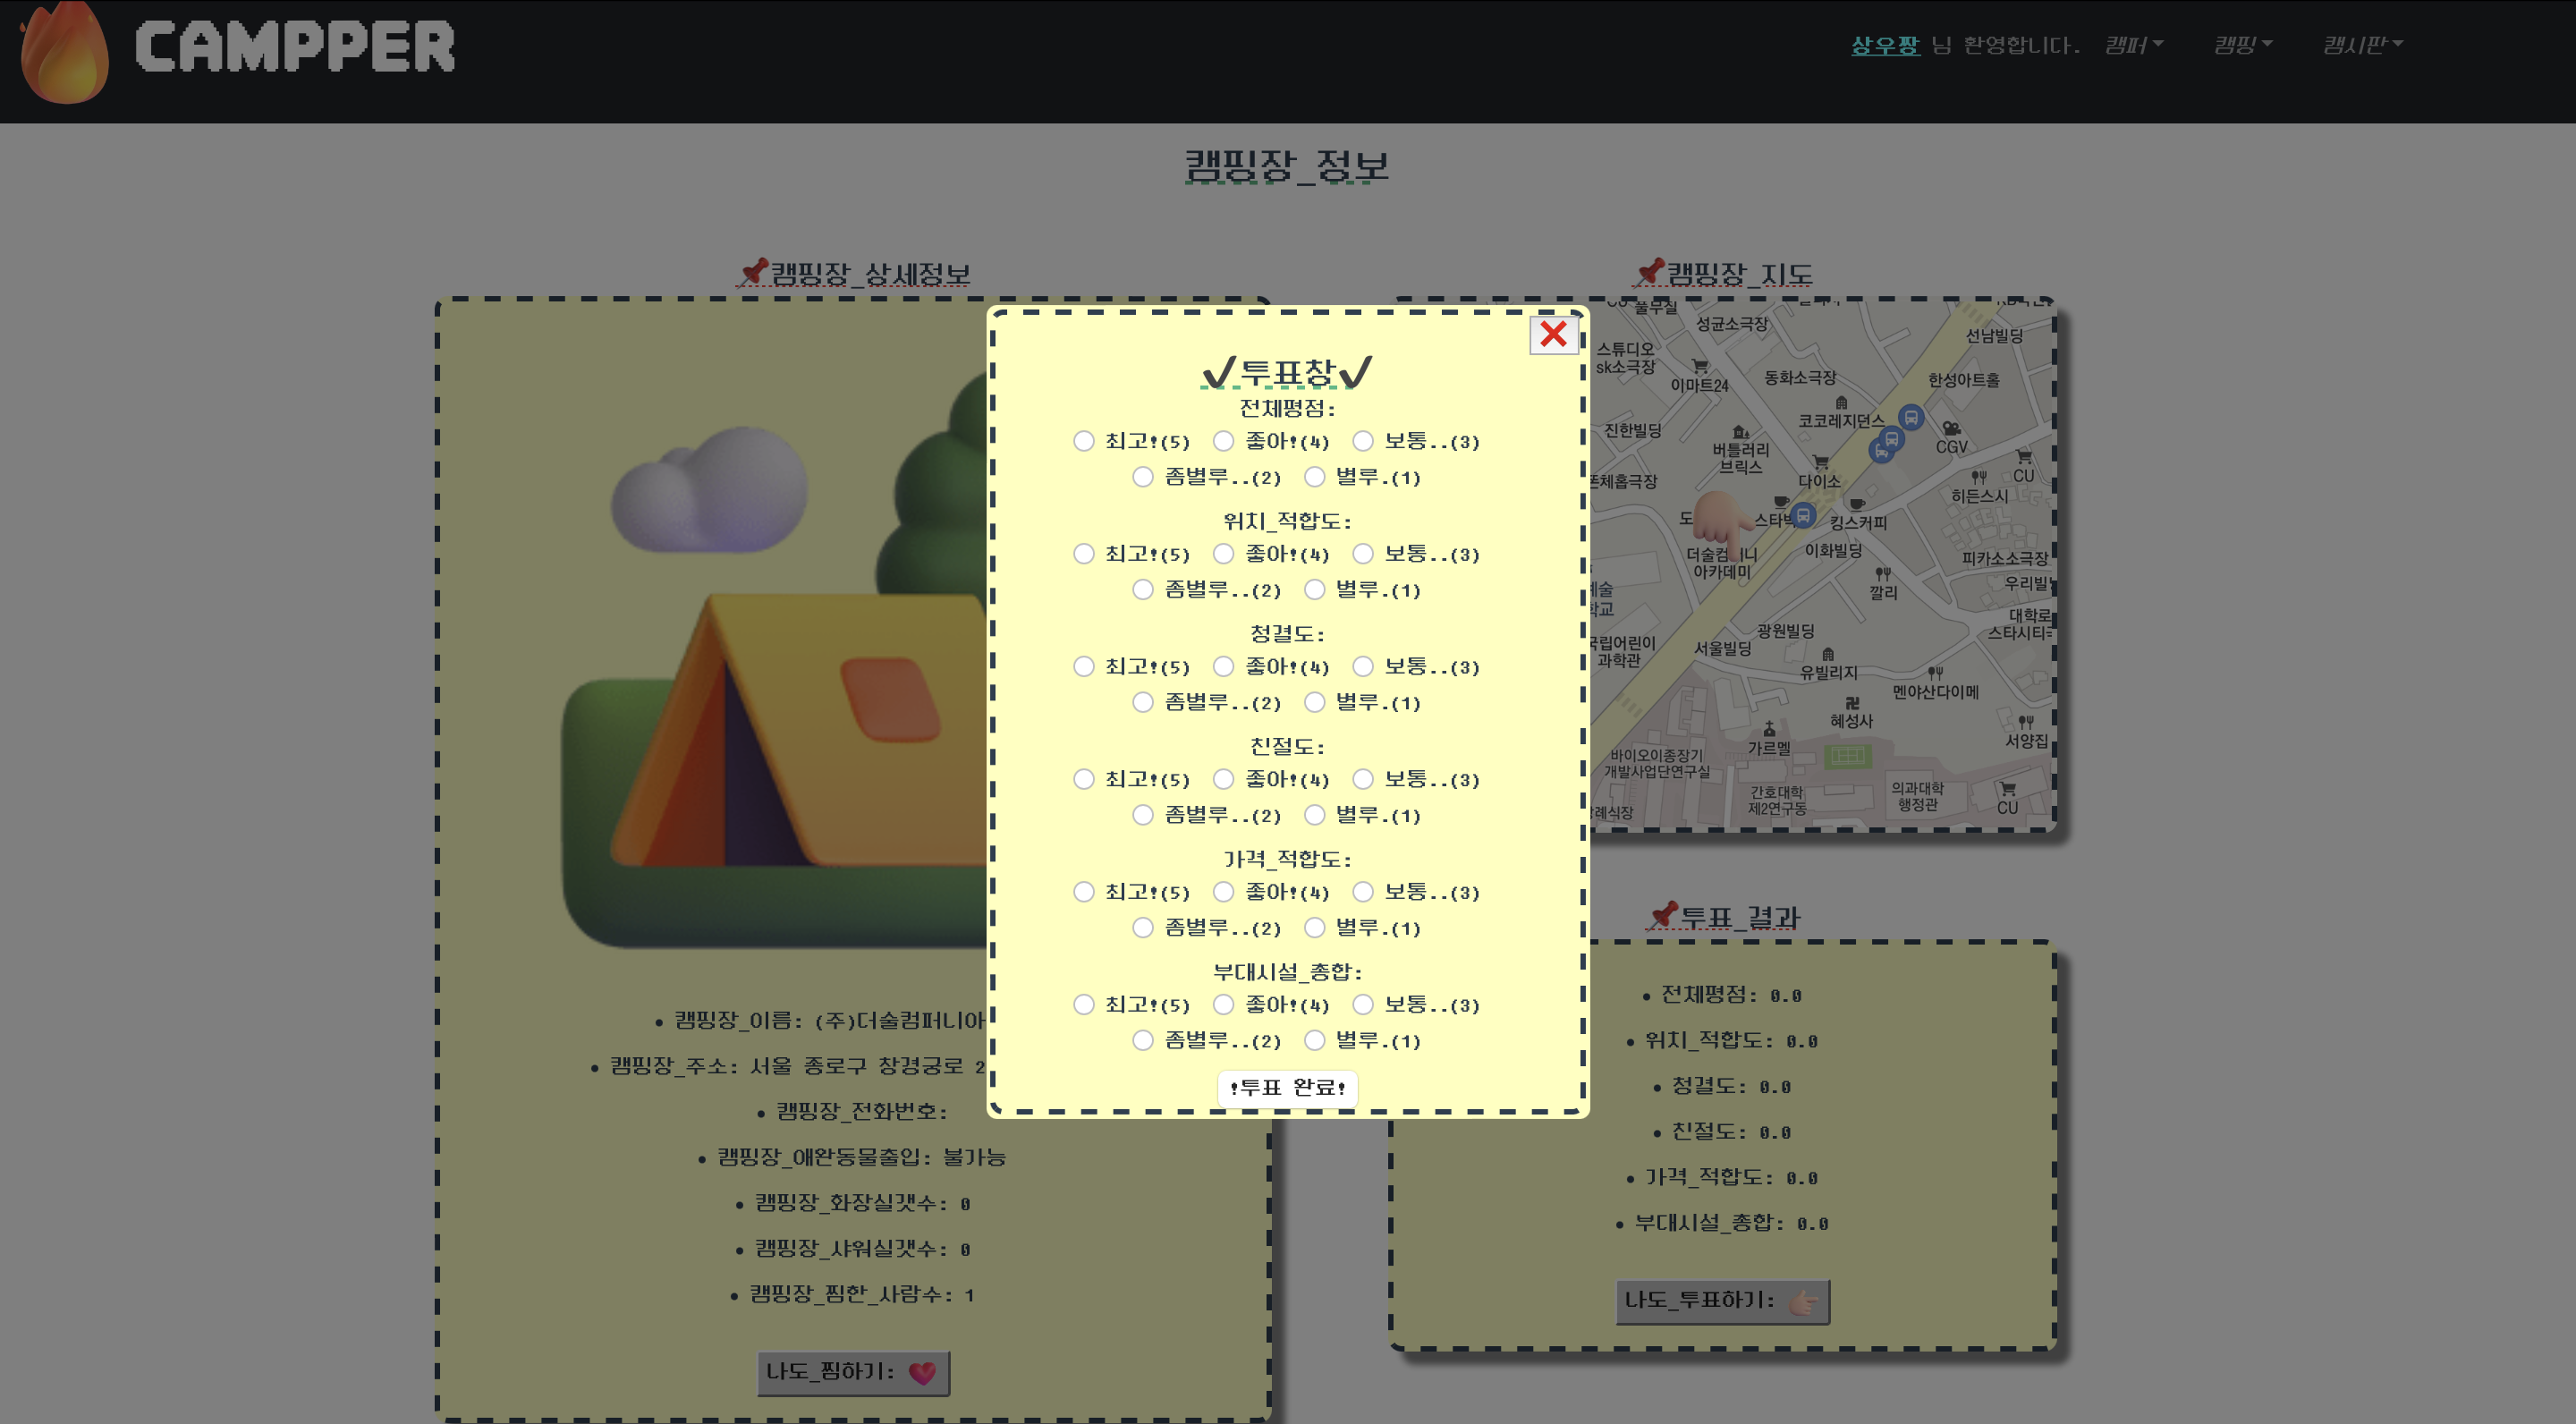 CAMPPER
상우짱 님 환영합니다. 캠퍼 캠핑 캠시판
캠핑장_정보
캠핑장_상세정보
캠핑장_이름: (주)더술컴퍼니아
캠핑장_주소: 서울 종로구 창경궁로 2
캠핑장_전화번호:
캠핑장_애완동물출입: 불가능
캠핑장_화장실갯수: 0
캠핑장_샤워실갯수: 0
캠핑장_찜한_사람수: 1
나도_찜하기:
투표창
전체평점:
최고!(5) 좋아!(4) 보통..(3)
좀별루..(2) 별루.(1)
위치_적합도:
최고!(5) 좋아!(4) 보통..(3)
좀별루..(2) 별루.(1)
청결도:
최고!(5) 좋아!(4) 보통..(3)
좀별루..(2) 별루.(1)
친절도:
최고!(5) 좋아!(4) 보통..(3)
좀별루..(2) 별루.(1)
가격_적합도:
최고!(5) 좋아!(4) 보통..(3)
좀별루..(2) 별루.(1)
부대시설_총합:
최고!(5) 좋아!(4) 보통..(3)
좀별루..(2) 별루.(1)
!투표 완료!
캠핑장_지도
풀무질
성균소극장
선남빌딩
스튜디오
sk소극장
이마트24
동화소극장
한성아트홀
코코레지던스
진한빌딩
버틀러리
브릭스
CGV
다이소
CU
히든스시
킹스커피
더술컴퍼니
아카데미
이화빌딩
피카소소극장
깔리
대학로
스타시티
광원빌딩
서울빌딩
국립어린이
과학관
유빌리지
멘야산다이메
혜성사
서양집
가르멜
바이오이종장기
개발사업단연구실
간호대학
제2연구동
의과대학
행정관
CU
투표_결과
전체평점: 0.0
위치_적합도: 0.0
청결도: 0.0
친절도: 0.0
가격_적합도: 0.0
부대시설_총합: 0.0
나도_투표하기: